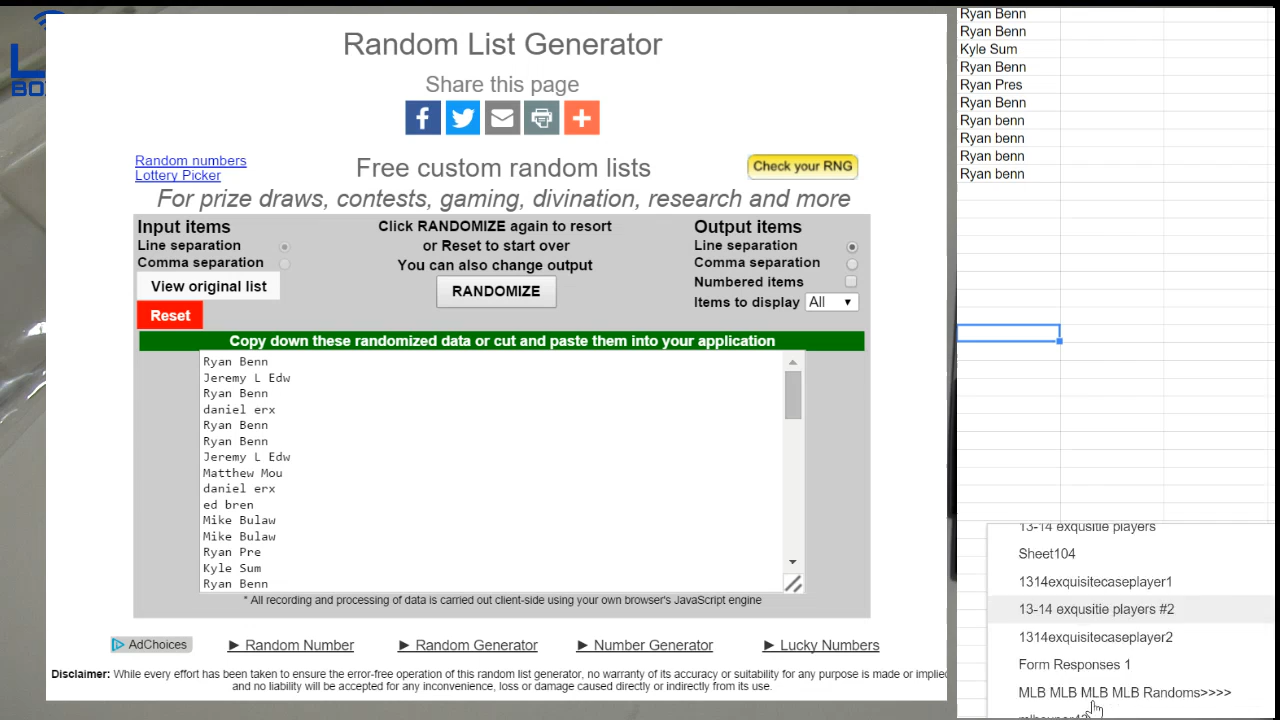 Random List Generator
Share this page
Random numbers
Lottery Picker
Free custom random lists
Check your RNG
For prize draws, contests, gaming, divination, research and more
Input items
Line separation
Comma separation
View original list
Reset
Click RANDOMIZE again to resort
or Reset to start over
You can also change output
RANDOMIZE
Output items
Line separation
Comma separation
Numbered items
Items to display All
Copy down these randomized data or cut and paste them into your application
Ryan Benn
Jeremy L Edw
Ryan Benn
daniel erx
Ryan Benn
Ryan Benn
Jeremy L Edw
Matthew Mou
daniel erx
ed bren
Mike Bulaw
Mike Bulaw
Ryan Pre
Kyle Sum
Ryan Benn
* All recording and processing of data is carried out client-side using your own browser's JavaScript engine
AdChoices
► Random Number
► Random Generator
► Number Generator
► Lucky Numbers
Disclaimer: While every effort has been taken to ensure the error-free operation of this random list generator, no warranty of its accuracy or suitability for any purpose is made or implie
and no liability will be accepted for any inconvenience, loss or damage caused directly or indirectly from its use.
Ryan Benn
Ryan Benn
Kyle Sum
Ryan Benn
Ryan Pres
Ryan Benn
Ryan benn
Ryan benn
Ryan benn
Ryan benn
13-14 exqusitie players
Sheet104
1314exquisitecaseplayer1
13-14 exqusitie players #2
1314exquisitecaseplayer2
Form Responses 1
MLB MLB MLB MLB Randoms>>>>